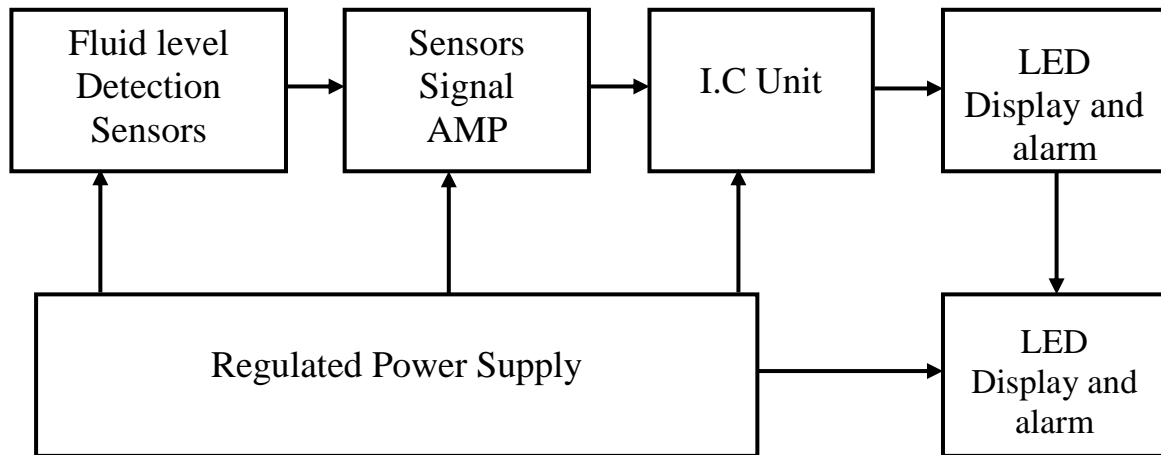 Fluid level
Detection
Sensors
Sensors
Signal
AMP
I.C Unit
LED
Display and
alarm
Regulated Power Supply
LED
Display and
alarm